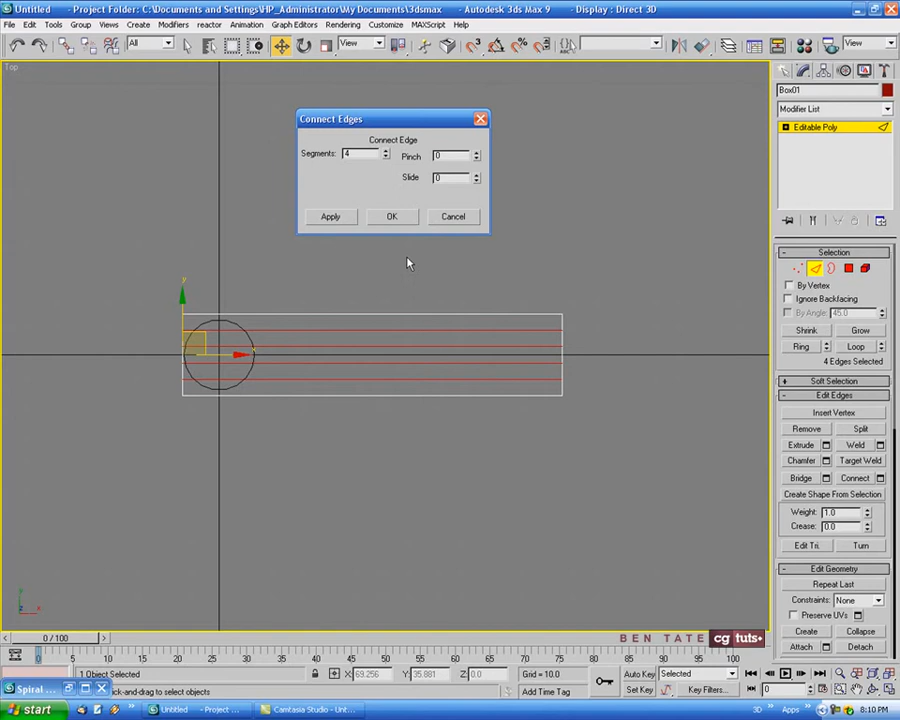 Untitled - Project Folder: C:\Documents and Settings\HP_Administrator\My Documents\3dsmax - Autodesk 3ds Max 9 - Display : Direct 3D
File Edit Tools Group Views Create Modifiers reactor Animation Graph Editors Rendering Customize MAXScript Help
All View View
Top
Box01
Modifier List
Editable Poly
Connect Edges
Connect Edge
Segments: 4 Pinch 0
Slide 0
Apply OK Cancel
y
Selection
By Vertex
Ignore Backfacing
By Angle: 45.0
Shrink Grow
Ring Loop
4 Edges Selected
Soft Selection
Edit Edges
Insert Vertex
Remove Split
Extrude Weld
Chamfer Target Weld
Bridge Connect
Create Shape From Selection
Weight: 1.0
Crease: 0.0
Edit Tri. Turn
Edit Geometry
Repeat Last
Constraints: None
Preserve UVs
Create Collapse
Attach Detach
z x
0 / 100
BEN TATE cg tuts+
0 5 10 15 20 25 30 35 40 45 50 55 60 65 70 75 80 85 90 95 100
1 Object Selected X: 69.256 Y: 35.881 Z: 0.0 Grid = 10.0 Auto Key Selected
Spiral ... ick-and-drag to select objects Add Time Tag Set Key Key Filters... 0
start Untitled - Project ... Camtasia Studio - Unt... 3D Apps 8:10 PM